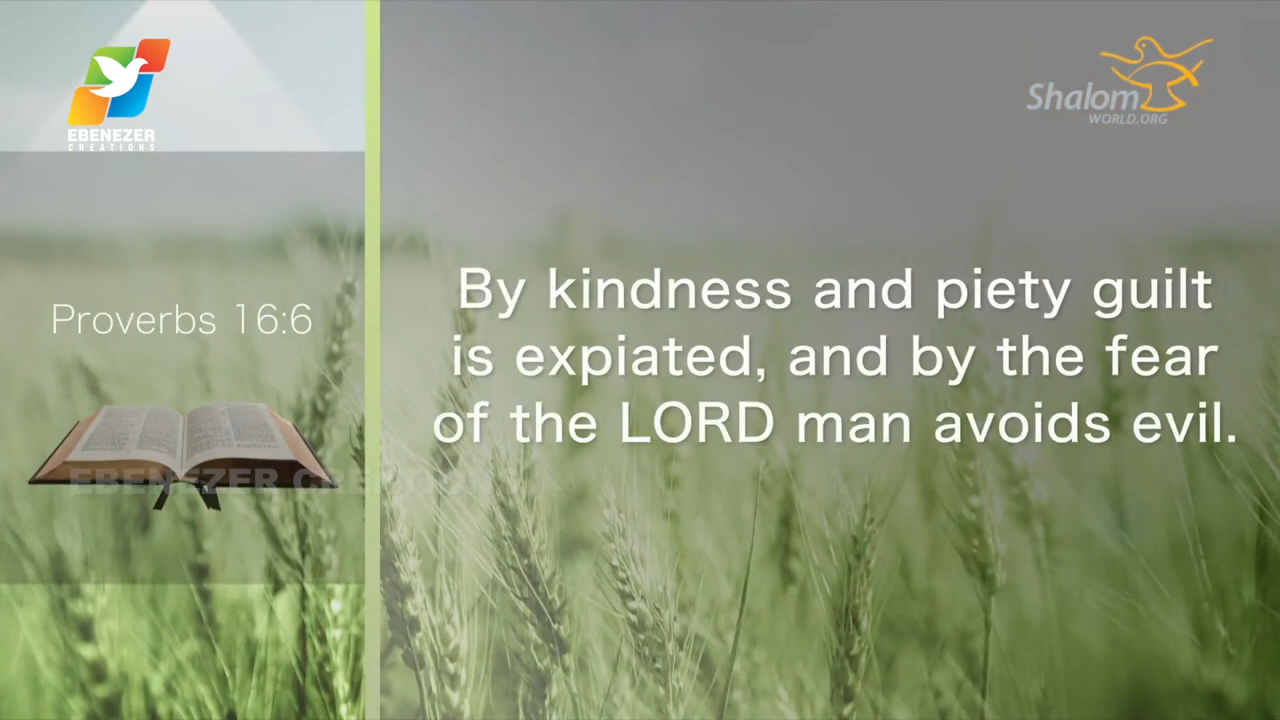 EBENEZER
CREATIONS
Shalom
WORLD.ORG
Proverbs 16:6
By kindness and piety guilt
is expiated, and by the fear
of the LORD man avoids evil.